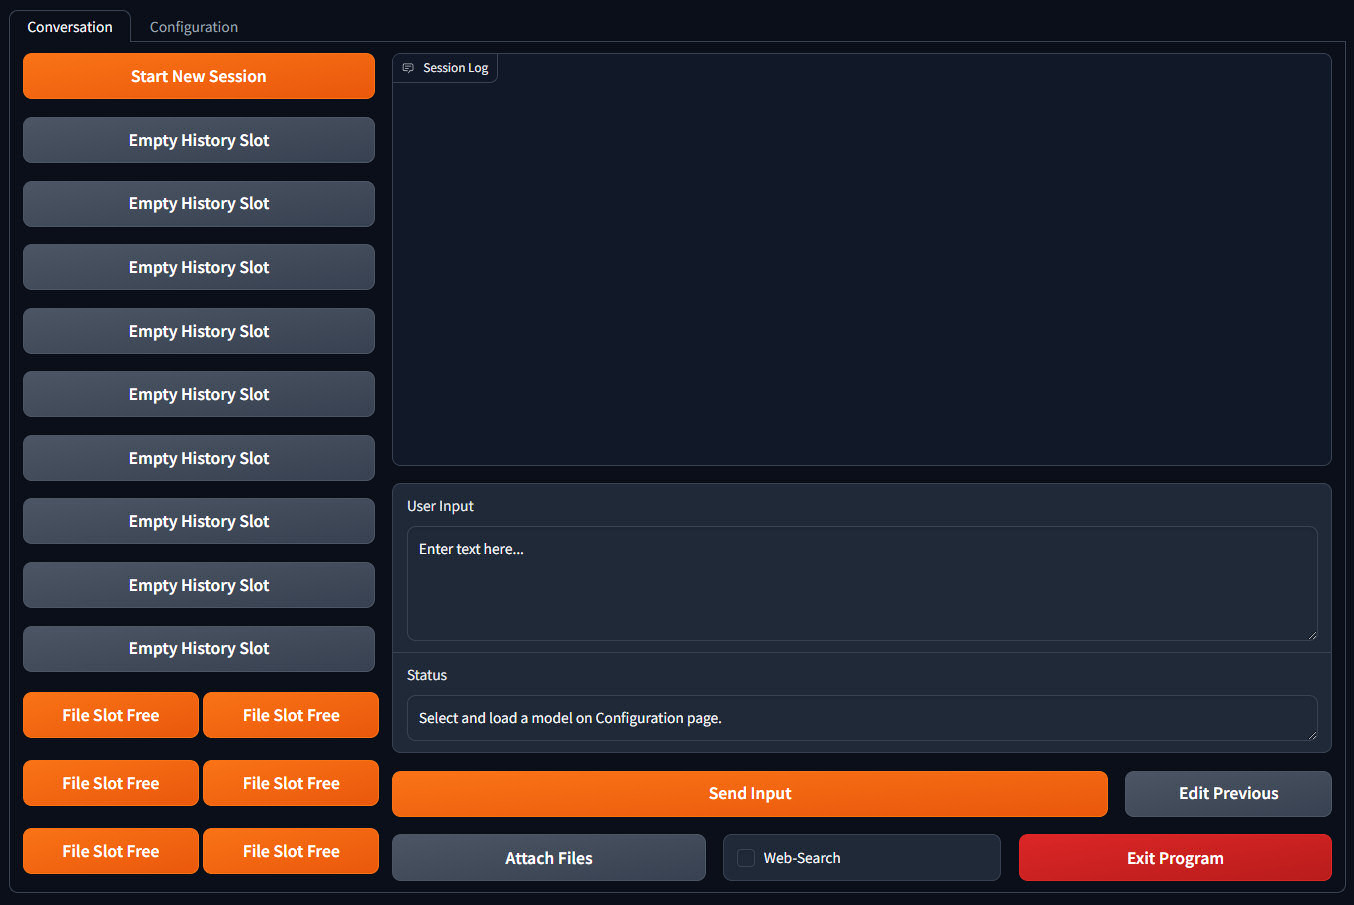 Conversation
Configuration
Start New Session
Empty History Slot
Empty History Slot
Empty History Slot
Empty History Slot
Empty History Slot
Empty History Slot
Empty History Slot
Empty History Slot
Empty History Slot
File Slot Free
File Slot Free
File Slot Free
File Slot Free
File Slot Free
File Slot Free
Session Log
User Input
Enter text here...
Status
Select and load a model on Configuration page.
Send Input
Edit Previous
Attach Files
Web-Search
Exit Program